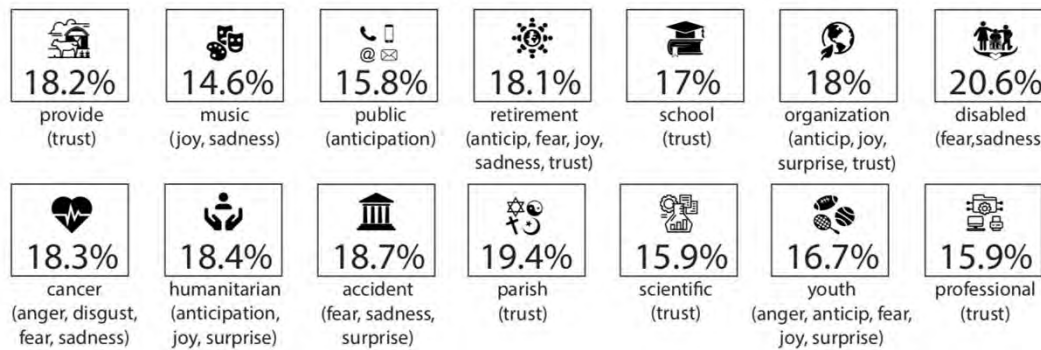 18.2% 14.6% 15.8% 18.1% 17% 18% 20.6%
provide music public retirement school organization disabled
(trust) (joy, sadness) (anticipation) (anticip, fear, joy, (trust) (anticip, joy, (fear,sadness
sadness, trust) surprise, trust)
18.3% 18.4% 18.7% 19.4% 15.9% 16.7% 15.9%
cancer humanitarian accident parish scientific youth professional
(anger, disgust, (anticipation, (fear, sadness, (trust) (trust) (anger, anticip, fear, (trust)
fear, sadness) joy, surprise) surprise) joy, surprise)